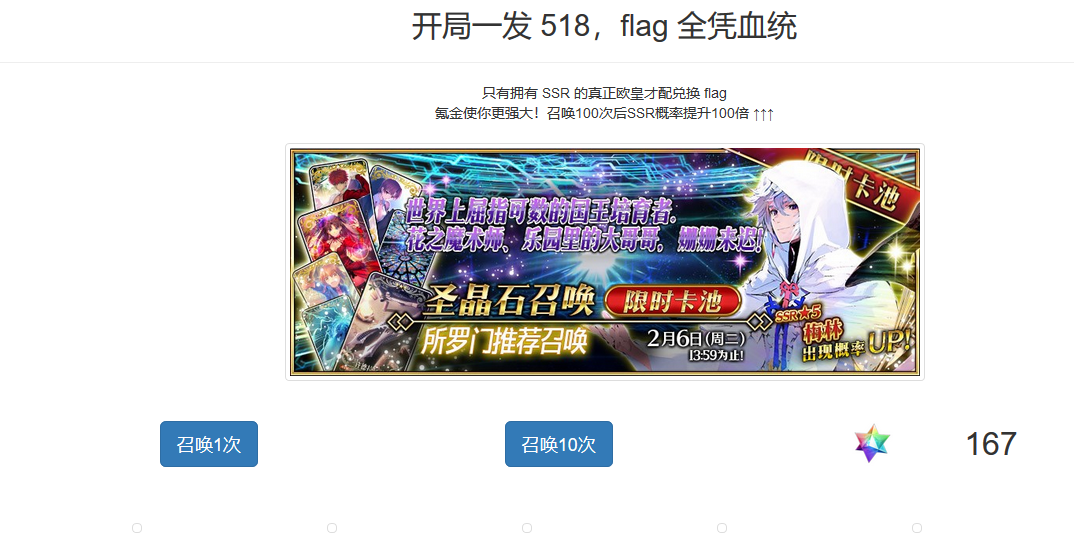 开局一发 518，flag 全凭血统
只有拥有 SSR 的真正欧皇才配兑换 flag
氪金使你更强大！召唤100次后SSR概率提升100倍 ↑↑↑
限时卡池
世界上屈指可数的国王培育者。
花之魔术师、乐园里的大哥哥，姗姗来迟!
圣晶石召唤
限时卡池
所罗门推荐召唤
2月6日(周二)
13:59为止!
SSR★5
梅林
出现概率UP!
召唤1次
召唤10次
167